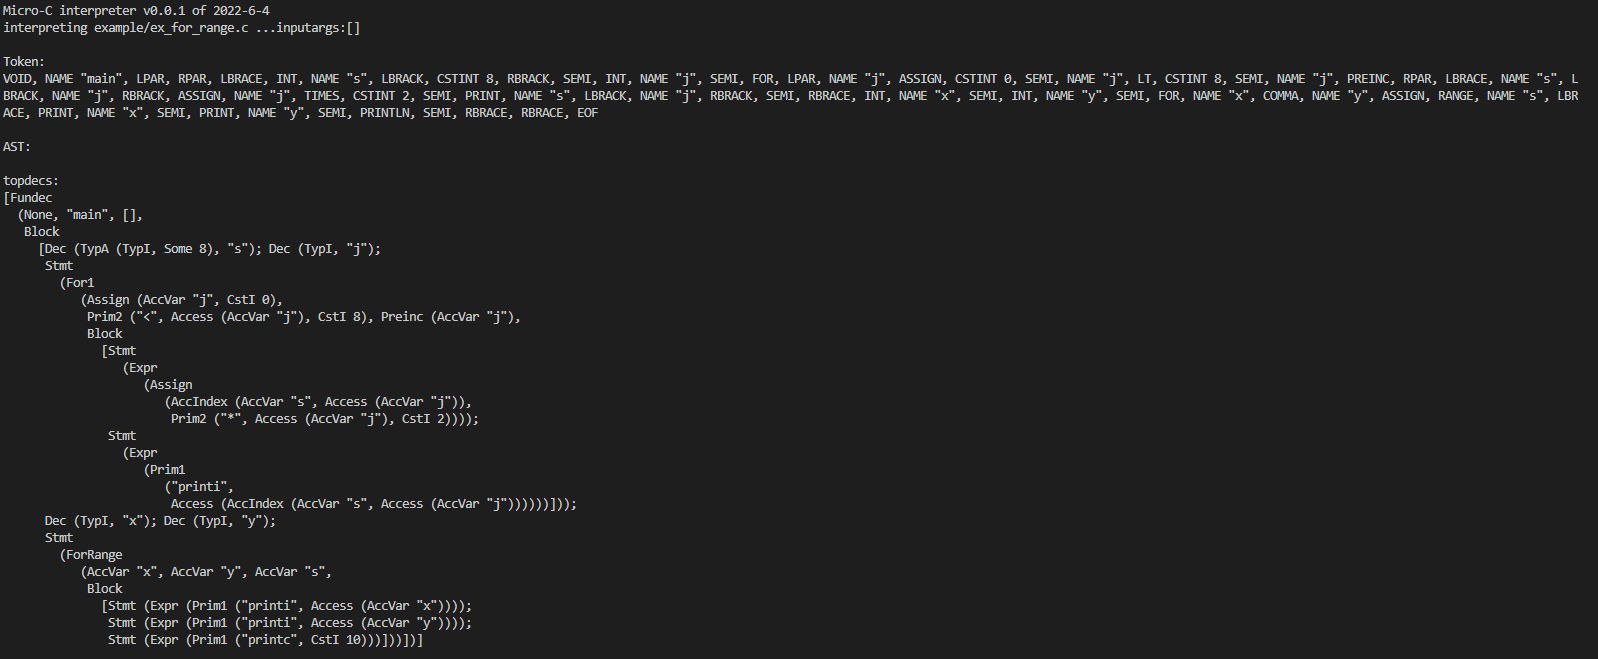 Micro-C interpreter v0.0.1 of 2022-6-4
interpreting example/ex_for_range.c ...inputargs:[]
Token:
VOID, NAME "main", LPAR, RPAR, LBRACE, INT, NAME "s", LBRACK, CSTINT 8, RBRACK, SEMI, INT, NAME "j", SEMI, FOR, LPAR, NAME "j", ASSIGN, CSTINT 0, SEMI, NAME "j", LT, CSTINT 8, SEMI, NAME "j", PREINC, RPAR, LBRACE, NAME "s", L
BRACK, NAME "j", RBRACK, ASSIGN, NAME "j", TIMES, CSTINT 2, SEMI, PRINT, NAME "s", LBRACK, NAME "j", RBRACK, SEMI, RBRACE, INT, NAME "x", SEMI, INT, NAME "y", SEMI, FOR, NAME "x", COMMA, NAME "y", ASSIGN, RANGE, NAME "s", LBR
ACE, PRINT, NAME "x", SEMI, PRINT, NAME "y", SEMI, PRINTLN, SEMI, RBRACE, RBRACE, EOF
AST:
topdecs:
[Fundec
  (None, "main", [],
   Block
     [Dec (TypA (TypI, Some 8), "s"); Dec (TypI, "j");
      Stmt
        (For1
           (Assign (AccVar "j", CstI 0),
            Prim2 ("<", Access (AccVar "j"), CstI 8), Preinc (AccVar "j"),
            Block
              [Stmt
                 (Expr
                    (Assign
                       (AccIndex (AccVar "s", Access (AccVar "j")),
                        Prim2 ("*", Access (AccVar "j"), CstI 2))));
               Stmt
                 (Expr
                    (Prim1
                       ("printi",
                        Access (AccIndex (AccVar "s", Access (AccVar "j"))))))]));
      Dec (TypI, "x"); Dec (TypI, "y");
      Stmt
        (ForRange
           (AccVar "x", AccVar "y", AccVar "s",
            Block
              [Stmt (Expr (Prim1 ("printi", Access (AccVar "x"))));
               Stmt (Expr (Prim1 ("printi", Access (AccVar "y"))));
               Stmt (Expr (Prim1 ("printc", CstI 10)))]))])]